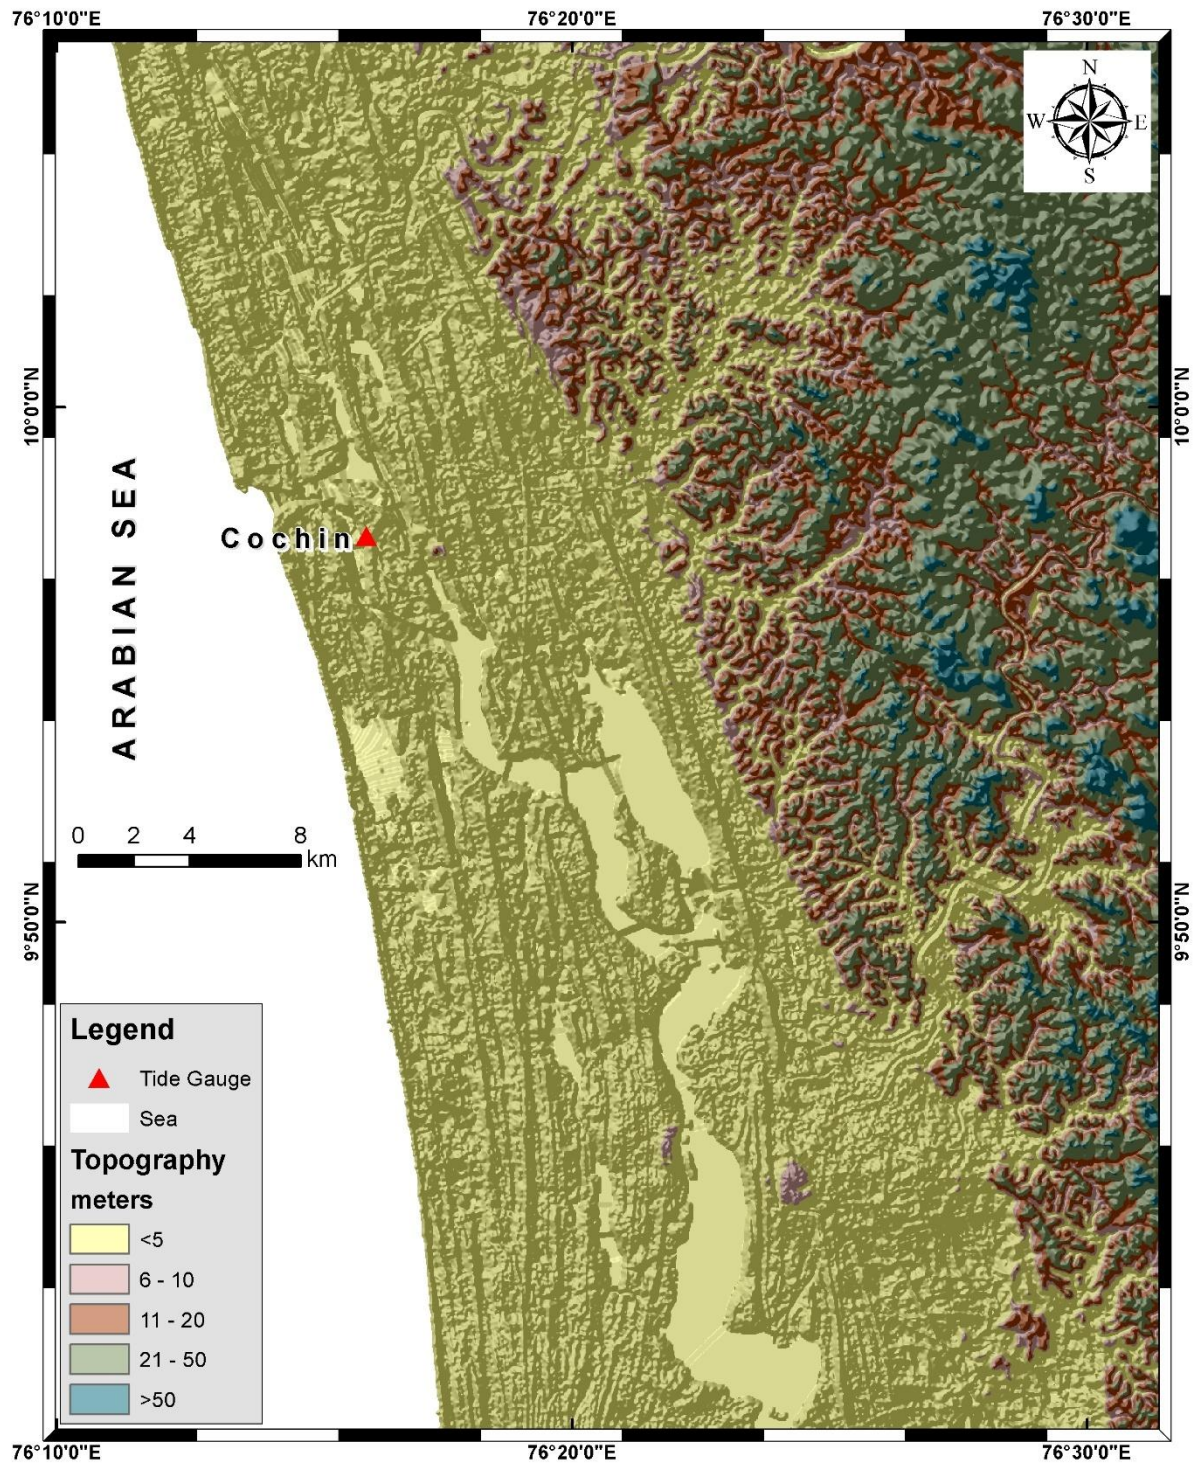 76°10'0"E 76°20'0"E 76°30'0"E
N
W E
S
10°0'0"N 10°0'0"N
ARABIAN SEA
Cochin
0 2 4 8
km
9°50'0"N 9°50'0"N
Legend
Tide Gauge
Sea
Topography
meters
<5
6 - 10
11 - 20
21 - 50
>50
76°10'0"E 76°20'0"E 76°30'0"E